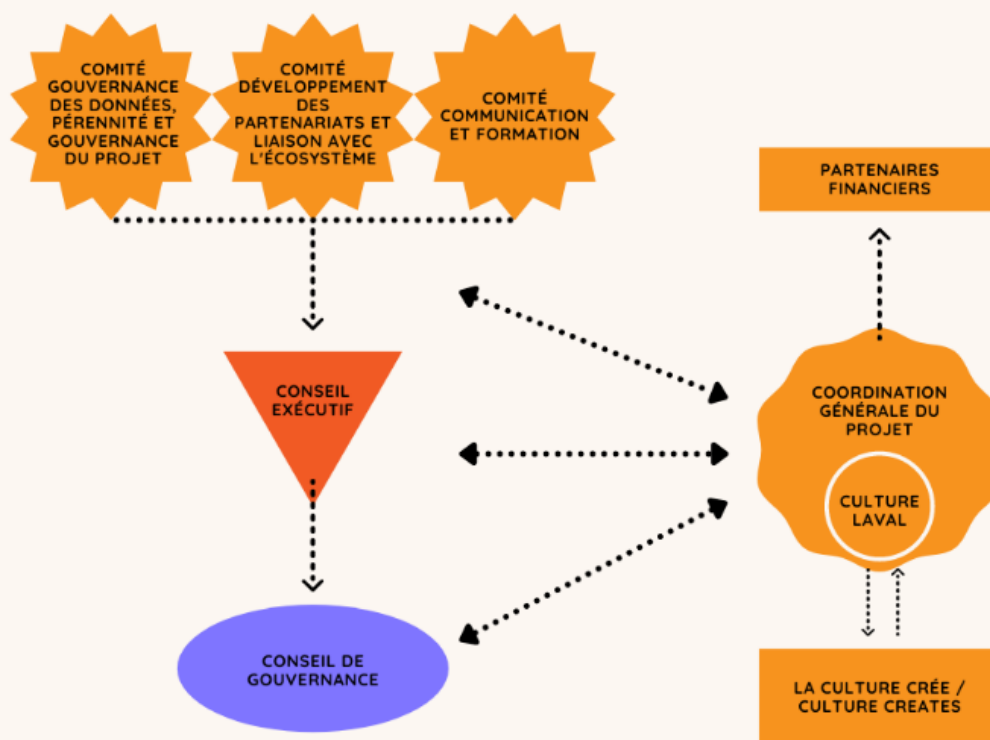 COMITÉ
GOUVERNANCE
DES DONNÉES,
PÉRENNITÉ ET
GOUVERNANCE
DU PROJET
COMITÉ
DÉVELOPPEMENT
DES
PARTENARIATS ET
LIAISON AVEC
L'ÉCOSYSTÈME
COMITÉ
COMMUNICATION
ET FORMATION
PARTENAIRES
FINANCIERS
CONSEIL
EXÉCUTIF
COORDINATION
GÉNÉRALE DU
PROJET
CULTURE
LAVAL
CONSEIL DE
GOUVERNANCE
LA CULTURE CRÉE /
CULTURE CREATES